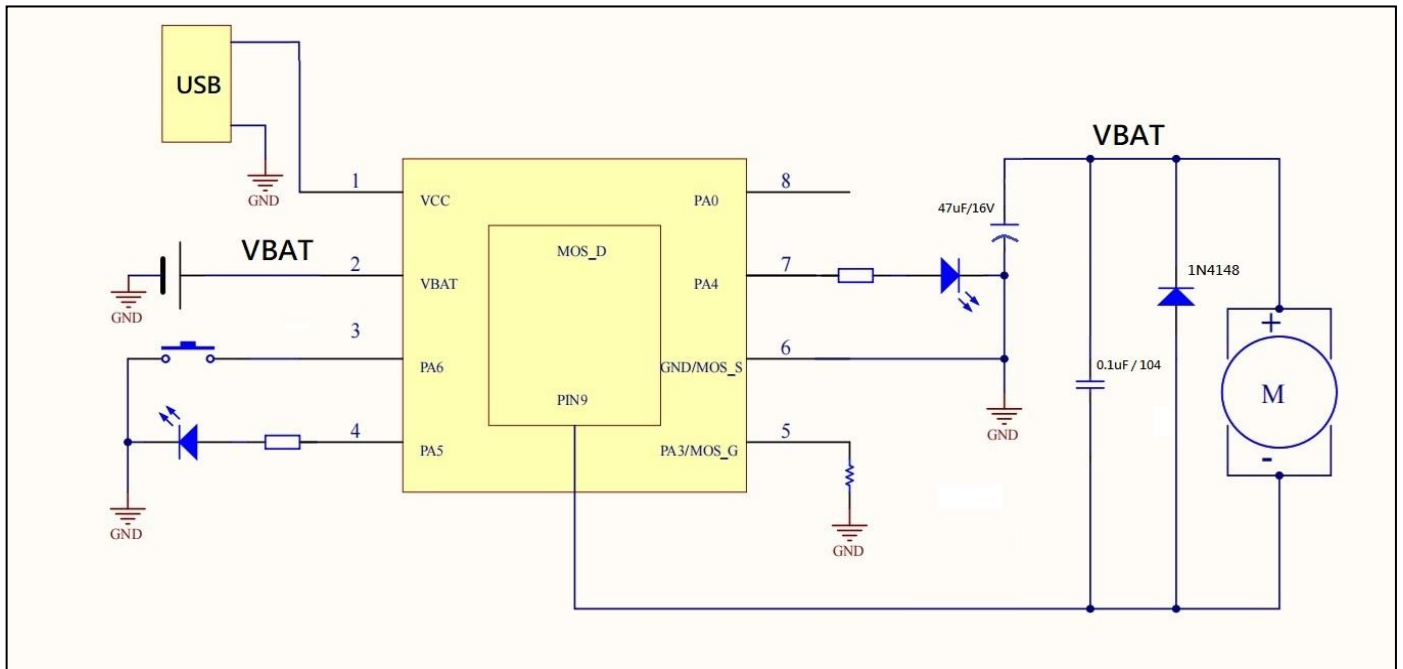 USB
GND
VBAT
1
VCC
VBAT
2
VBAT
GND
3
PA6
4
PA5
GND
MOS_D
PIN9
8
PA0
7
PA4
6
GND/MOS_S
5
PA3/MOS_G
GND
47uF/16V
GND
0.1uF / 104
1N4148
+
M
-